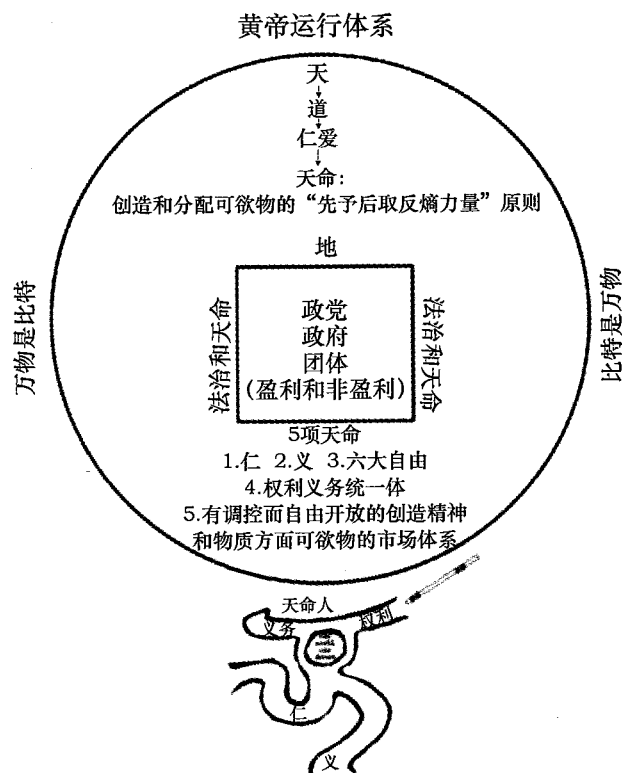 黄帝运行体系
天
道
仁爱
天命：
创造和分配可欲物的“先予后取反熵力量”原则
地
万物是比特
法治和天命
政党
政府
团体
(盈利和非盈利)
法治和天命
比特是万物
5项天命
1.仁 2.义 3.六大自由
4.权利义务统一体
5.有调控而自由开放的创造精神
和物质方面可欲物的市场体系
天命人
义务
权利
仁
义